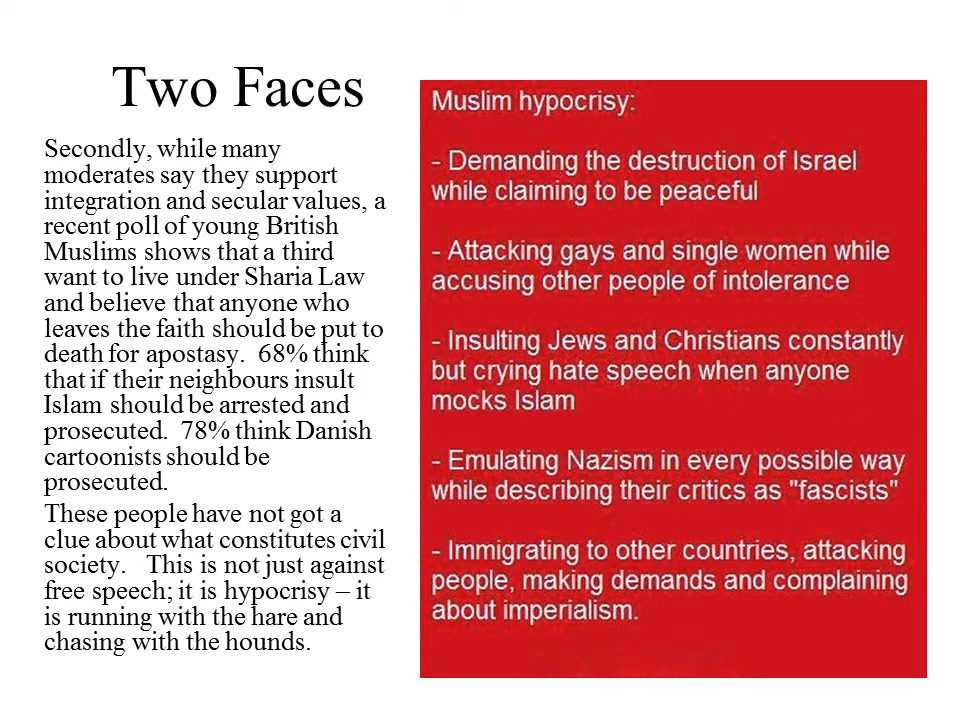 Two Faces
Secondly, while many
moderates say they support
integration and secular values, a
recent poll of young British
Muslims shows that a third
want to live under Sharia Law
and believe that anyone who
leaves the faith should be put to
death for apostasy.  68% think
that if their neighbours insult
Islam should be arrested and
prosecuted.  78% think Danish
cartoonists should be
prosecuted.
These people have not got a
clue about what constitutes civil
society.   This is not just against
free speech; it is hypocrisy – it
is running with the hare and
chasing with the hounds.
Muslim hypocrisy:
- Demanding the destruction of Israel
while claiming to be peaceful
- Attacking gays and single women while
accusing other people of intolerance
- Insulting Jews and Christians constantly
but crying hate speech when anyone
mocks Islam
- Emulating Nazism in every possible way
while describing their critics as "fascists"
- Immigrating to other countries, attacking
people, making demands and complaining
about imperialism.